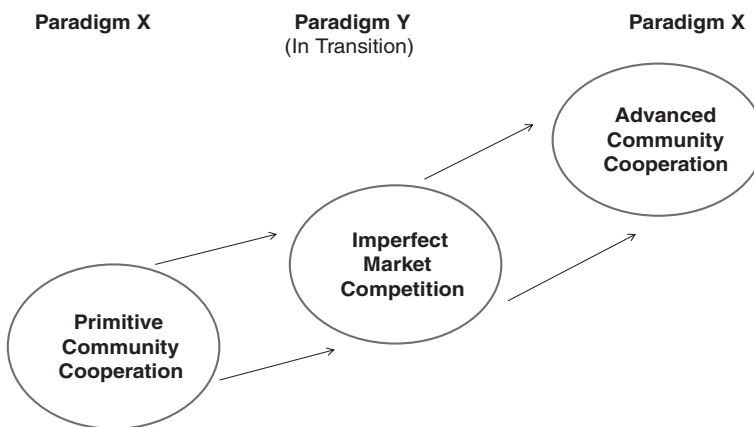 Paradigm X
Paradigm Y
(In Transition)
Paradigm X
Advanced
Community
Cooperation
Imperfect
Market
Competition
Primitive
Community
Cooperation